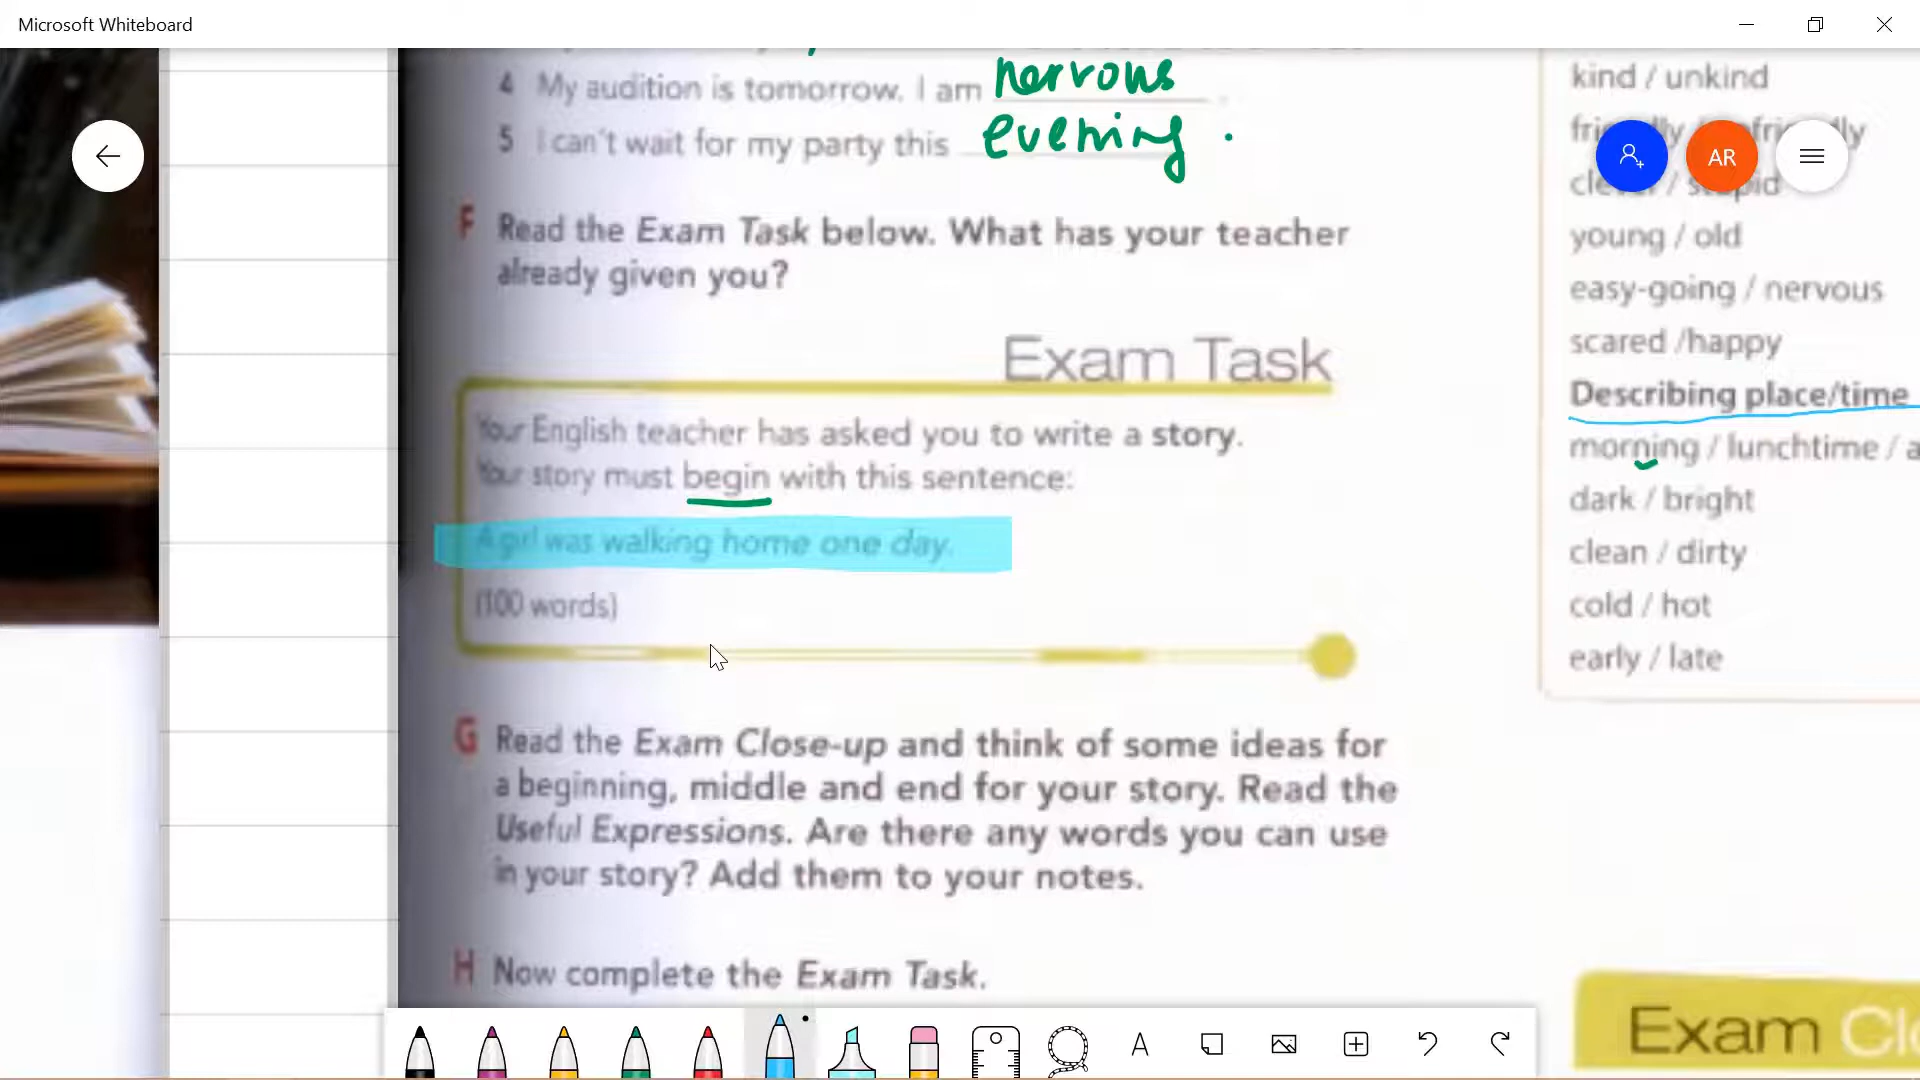 Microsoft Whiteboard
4 My audition is tomorrow. I am nervous .
5 I can't wait for my party this evening .
F Read the Exam Task below. What has your teacher
already given you?
Exam Task
Your English teacher has asked you to write a story.
Your story must begin with this sentence:
A girl was walking home one day.
(100 words)
G Read the Exam Close-up and think of some ideas for
a beginning, middle and end for your story. Read the
Useful Expressions. Are there any words you can use
in your story? Add them to your notes.
H Now complete the Exam Task.
kind / unkind
AR
young / old
easy-going / nervous
scared /happy
Describing place/time
morning / lunchtime / a
dark / bright
clean / dirty
cold / hot
early / late
Exam Clo
A